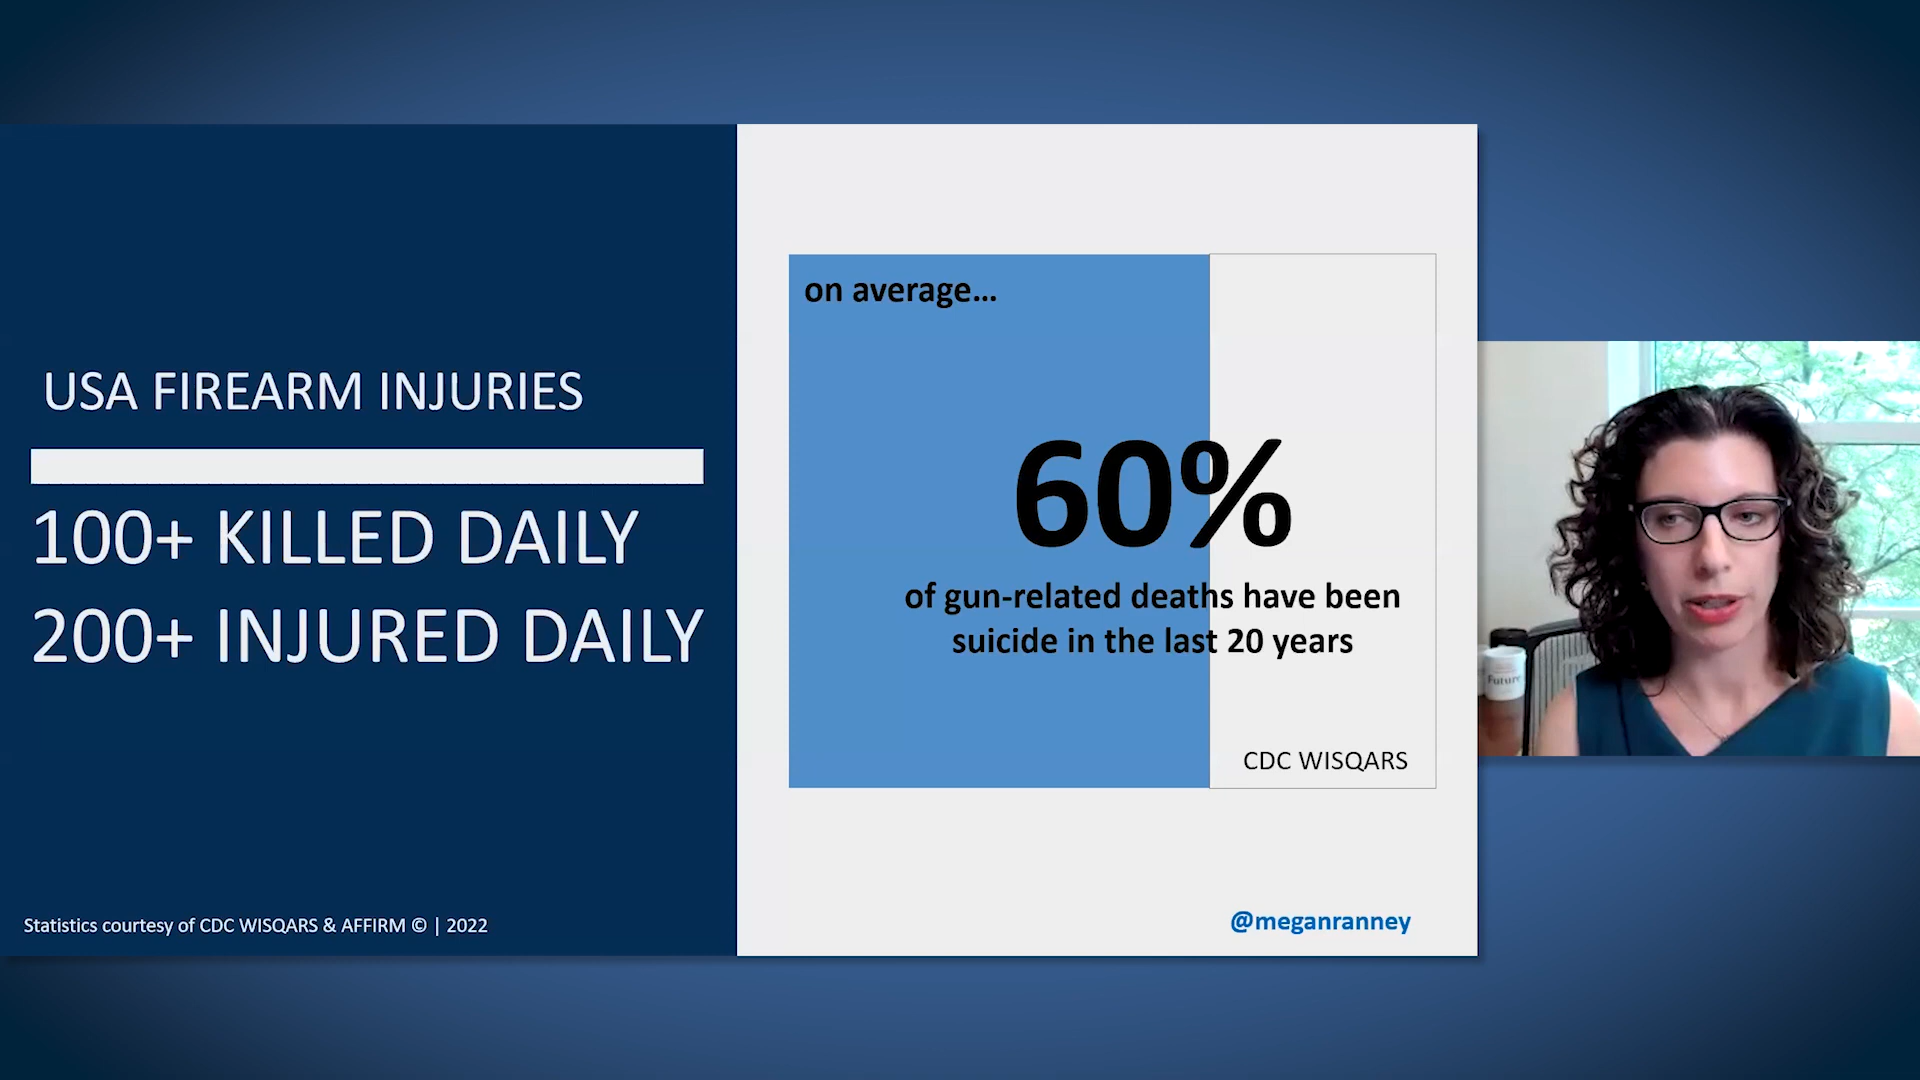 USA FIREARM INJURIES
100+ KILLED DAILY
200+ INJURED DAILY
Statistics courtesy of CDC WISQARS & AFFIRM © | 2022
on average...
60%
of gun-related deaths have been
suicide in the last 20 years
CDC WISQARS
@meganranney
Future